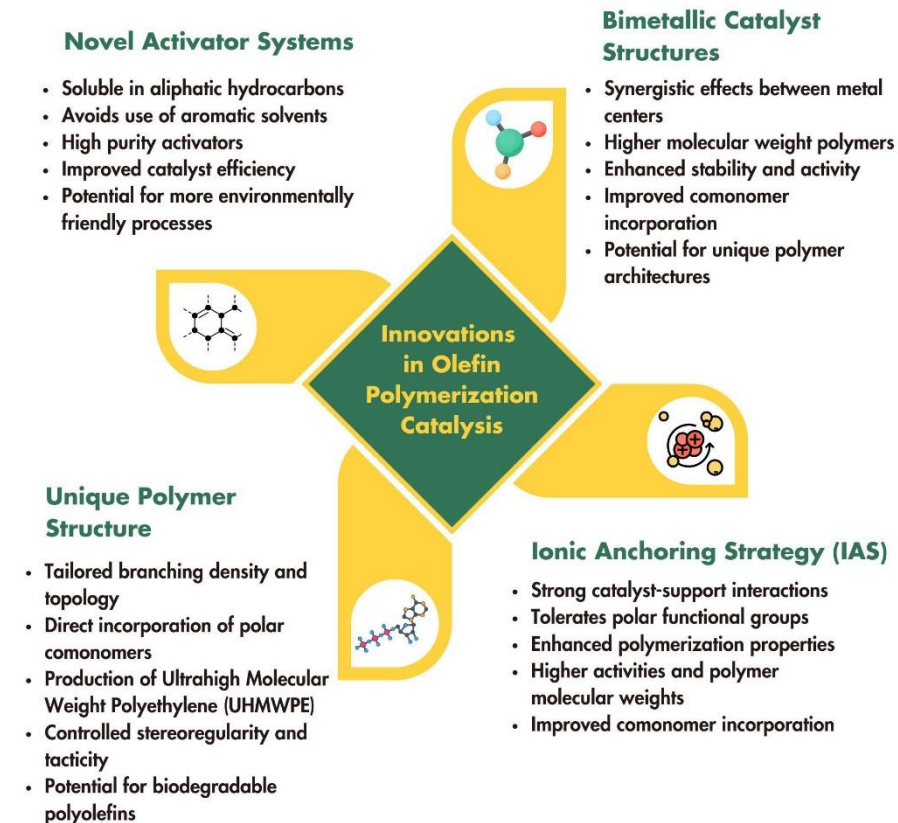 Novel Activator Systems
• Soluble in aliphatic hydrocarbons
• Avoids use of aromatic solvents
• High purity activators
• Improved catalyst efficiency
• Potential for more environmentally
friendly processes
Bimetallic Catalyst
Structures
• Synergistic effects between metal
centers
• Higher molecular weight polymers
• Enhanced stability and activity
• Improved comonomer
incorporation
• Potential for unique polymer
architectures
Innovations
in Olefin
Polymerization
Catalysis
Unique Polymer
Structure
• Tailored branching density and
topology
• Direct incorporation of polar
comonomers
• Production of Ultrahigh Molecular
Weight Polyethylene (UHMWPE)
• Controlled stereoregularity and
tacticity
• Potential for biodegradable
polyolefins
Ionic Anchoring Strategy (IAS)
• Strong catalyst-support interactions
• Tolerates polar functional groups
• Enhanced polymerization properties
• Higher activities and polymer
molecular weights
• Improved comonomer incorporation